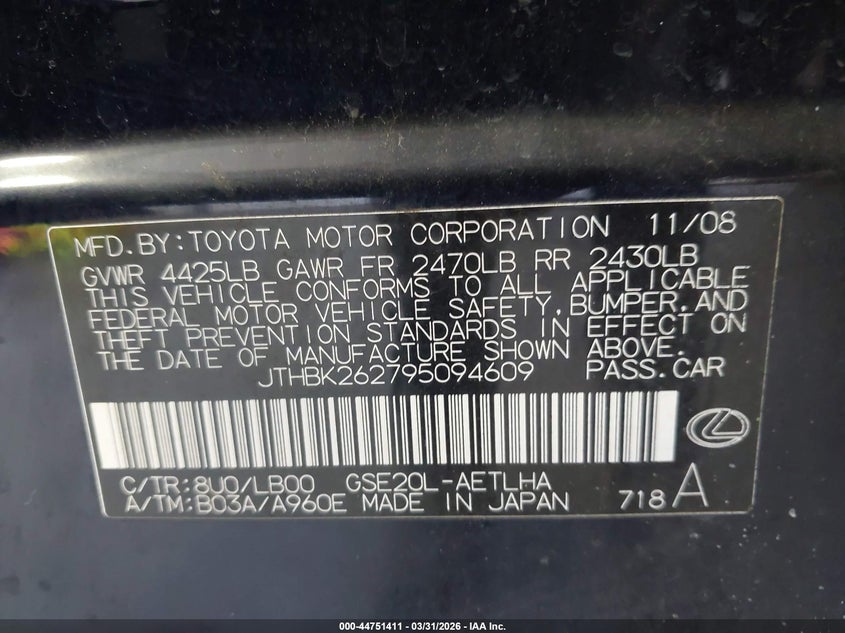 MFD.BY:TOYOTA MOTOR CORPORATION 11/08
GVWR 4425LB GAWR FR 2470LB RR 2430LB
THIS VEHICLE CONFORMS TO ALL APPLICABLE
FEDERAL MOTOR VEHICLE SAFETY,BUMPER,AND
THEFT PREVENTION STANDARDS IN EFFECT ON
THE DATE OF MANUFACTURE SHOWN ABOVE.
JTHBK262795094609 PASS.CAR
C/TR:8U0/LB00 GSE20L-AETLHA
A/TM:B03A/A960E MADE IN JAPAN 718 A
000-44751411 - 03/31/2026 - IAA Inc.